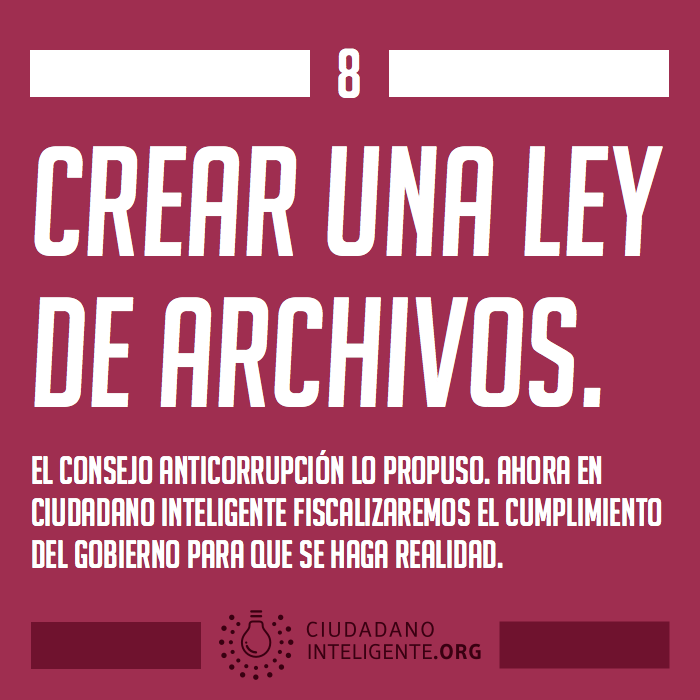 8
CREAR UNA LEY
DE ARCHIVOS.
EL CONSEJO ANTICORRUPCIÓN LO PROPUSO. AHORA EN
CIUDADANO INTELIGENTE FISCALIZAREMOS EL CUMPLIMIENTO
DEL GOBIERNO PARA QUE SE HAGA REALIDAD.
CIUDADANO
INTELIGENTE.ORG